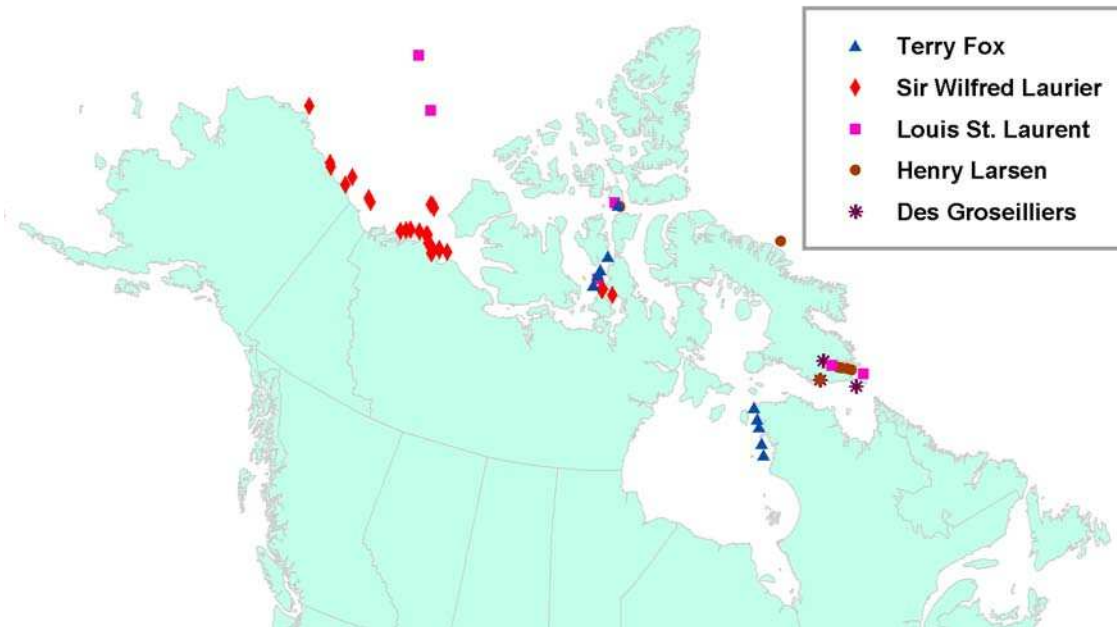 Terry Fox
Sir Wilfred Laurier
Louis St. Laurent
Henry Larsen
Des Groseilliers